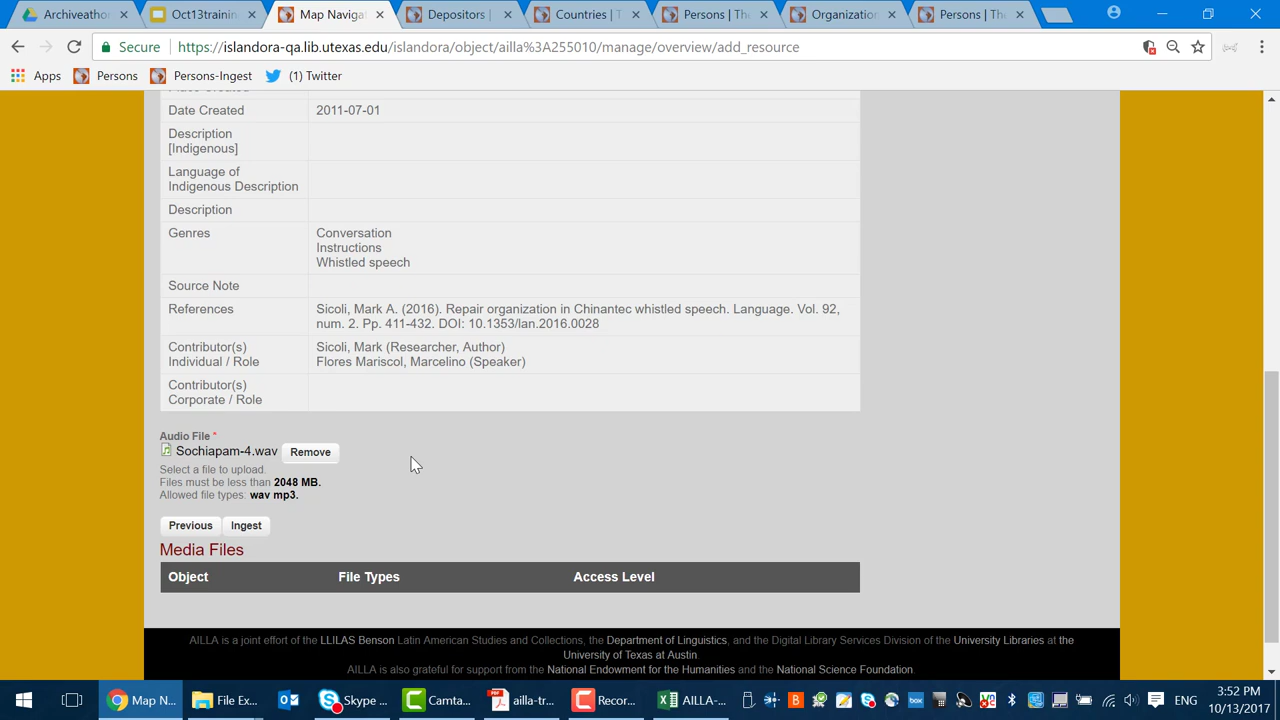 Archiveathon
Oct13training
Map Navigat
Depositors |
Countries | T
Persons | The
Organization
Persons | The
Secure https://islandora-qa.lib.utexas.edu/islandora/object/ailla%3A255010/manage/overview/add_resource
Apps Persons Persons-Ingest (1) Twitter
Date Created 2011-07-01
Description
[Indigenous]
Language of
Indigenous Description
Description
Genres Conversation
Instructions
Whistled speech
Source Note
References Sicoli, Mark A. (2016). Repair organization in Chinantec whistled speech. Language. Vol. 92,
num. 2. Pp. 411-432. DOI: 10.1353/lan.2016.0028
Contributor(s) Sicoli, Mark (Researcher, Author)
Individual / Role Flores Mariscol, Marcelino (Speaker)
Contributor(s)
Corporate / Role
Audio File *
Sochiapam-4.wav Remove
Select a file to upload.
Files must be less than 2048 MB.
Allowed file types: wav mp3.
Previous Ingest
Media Files
Object File Types Access Level
AILLA is a joint effort of the LLILAS Benson Latin American Studies and Collections, the Department of Linguistics, and the Digital Library Services Division of the University Libraries at the
University of Texas at Austin
AILLA is also grateful for support from the National Endowment for the Humanities and the National Science Foundation.
Map N... File Ex... Skype ... Camta... ailla-tr... Recor... AILLA-... ENG 3:52 PM
10/13/2017